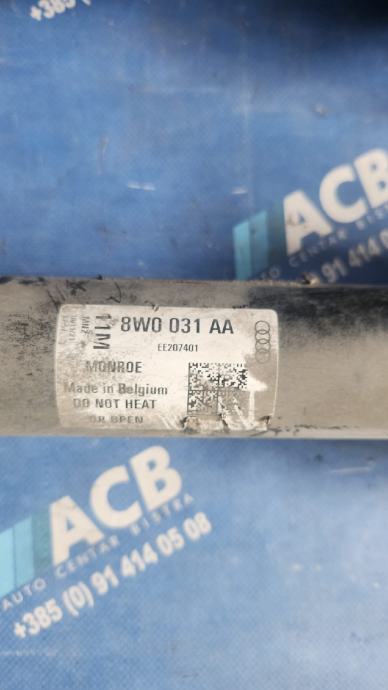 +385
ACB
AUTO CENTAR BISTRA
+385 (0) 91 414 0
11M
8W0 031 AA
EE207401
MONROE
Made in Belgium
DO NOT HEAT
OR OPEN
ACB
AUTO CENTAR BISTRA
+385 (0) 91 414 05 08